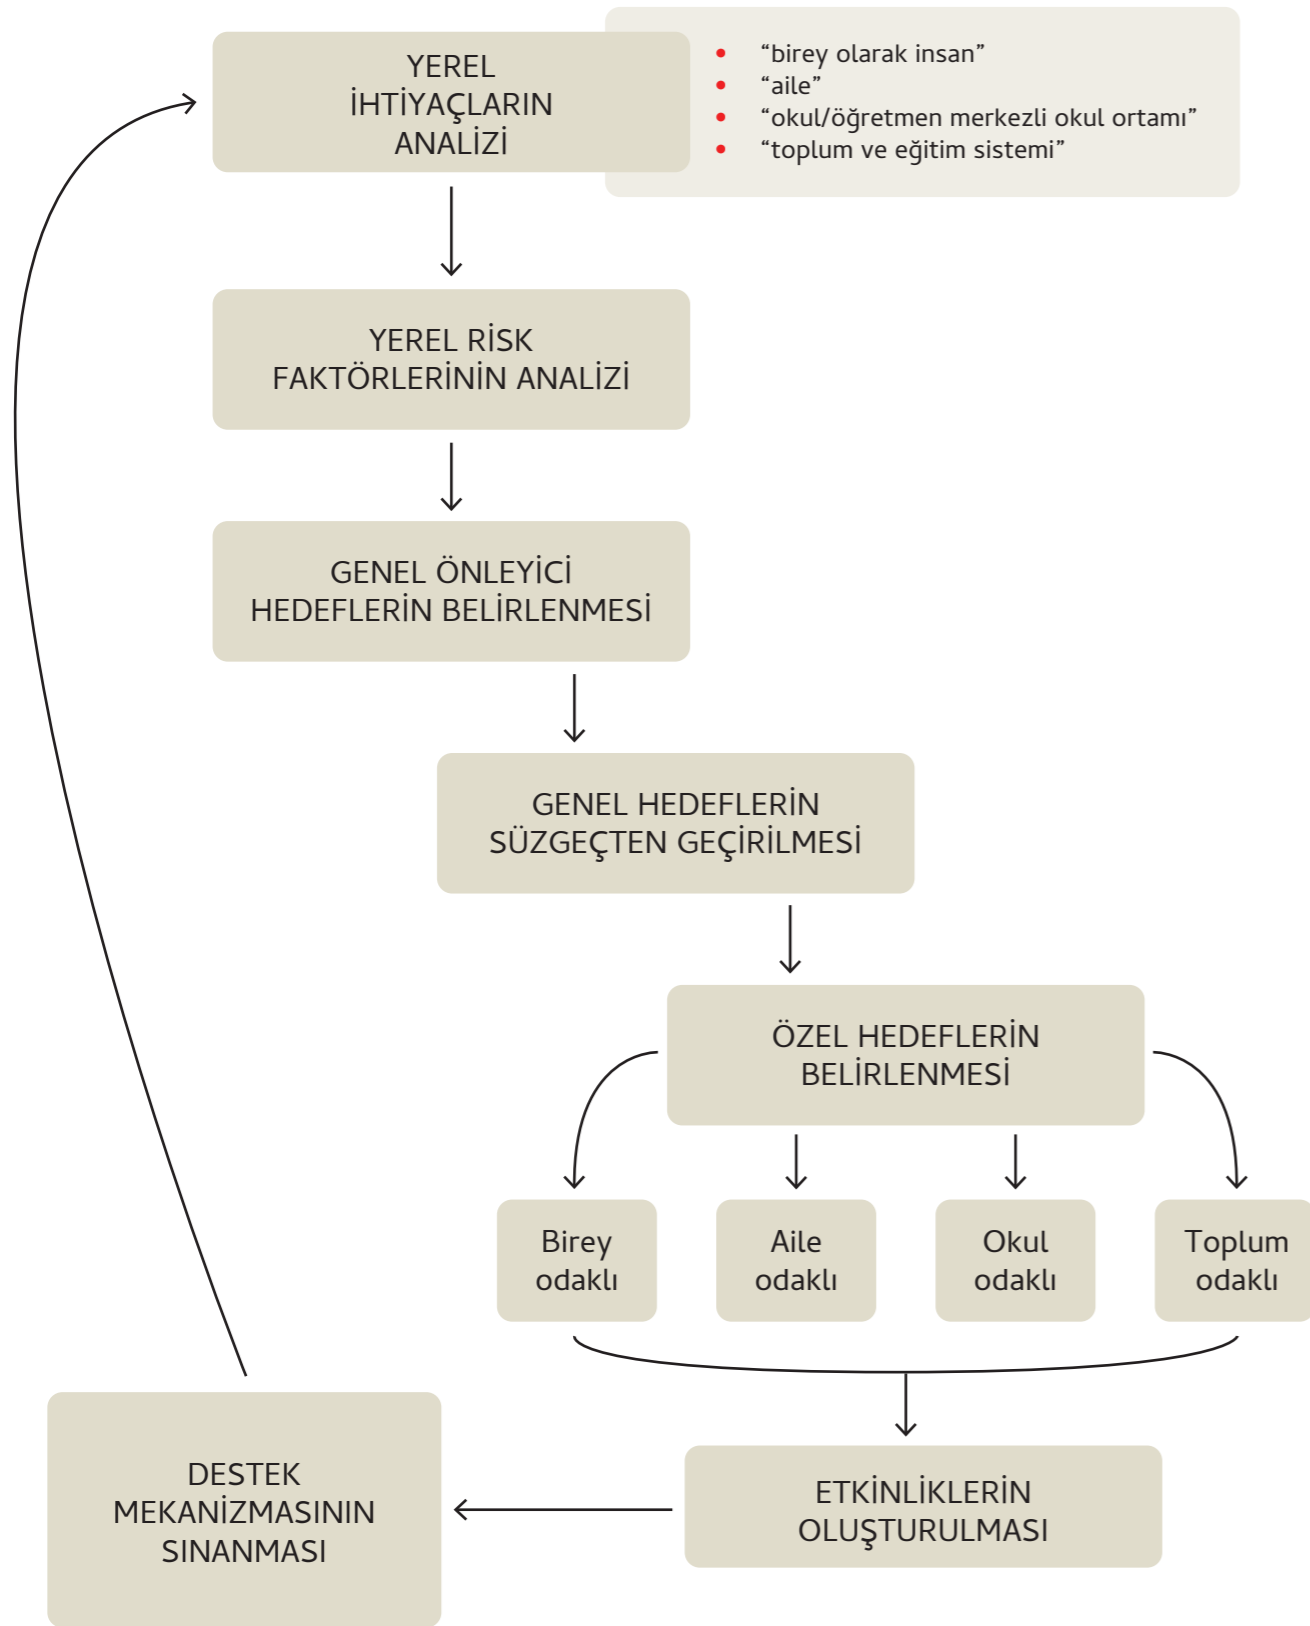 YEREL
İHTİYAÇLARIN
ANALİZİ
• “birey olarak insan”
• “aile”
• “okul/öğretmen merkezli okul ortamı”
• “toplum ve eğitim sistemi”
YEREL RİSK
FAKTÖRLERİNİN ANALİZİ
GENEL ÖNLEYİCİ
HEDEFLERİN BELİRLENMESİ
GENEL HEDEFLERİN
SÜZGEÇTEN GEÇİRİLMESİ
ÖZEL HEDEFLERİN
BELİRLENMESİ
Birey
odaklı
Aile
odaklı
Okul
odaklı
Toplum
odaklı
ETKİNLİKLERİN
OLUŞTURULMASI
DESTEK
MEKANİZMASININ
SINANMASI